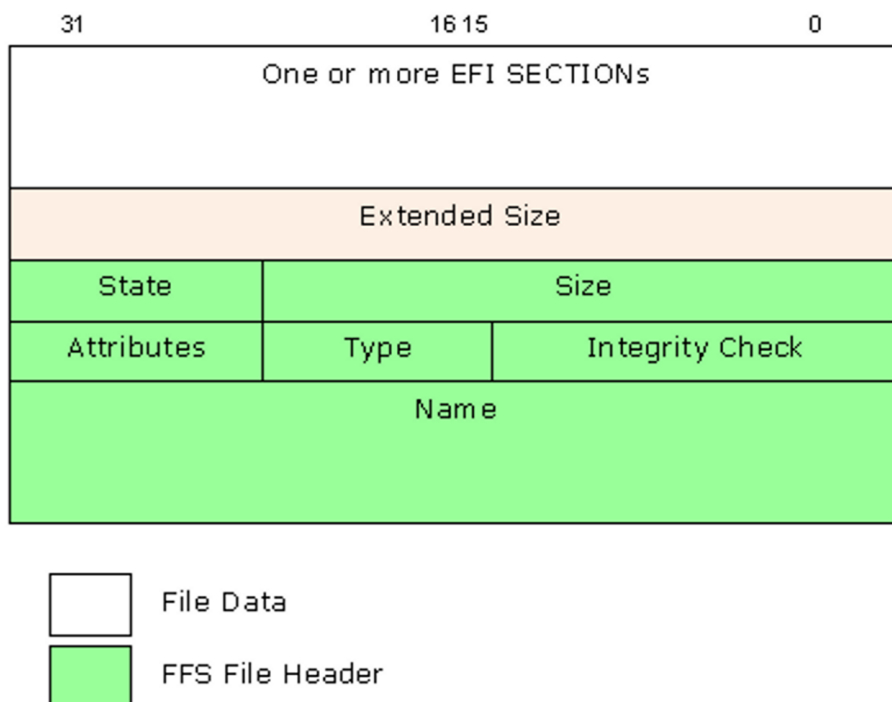 31 16 15 0
One or more EFI SECTIONs
Extended Size
State Size
Attributes Type Integrity Check
Name
File Data
FFS File Header